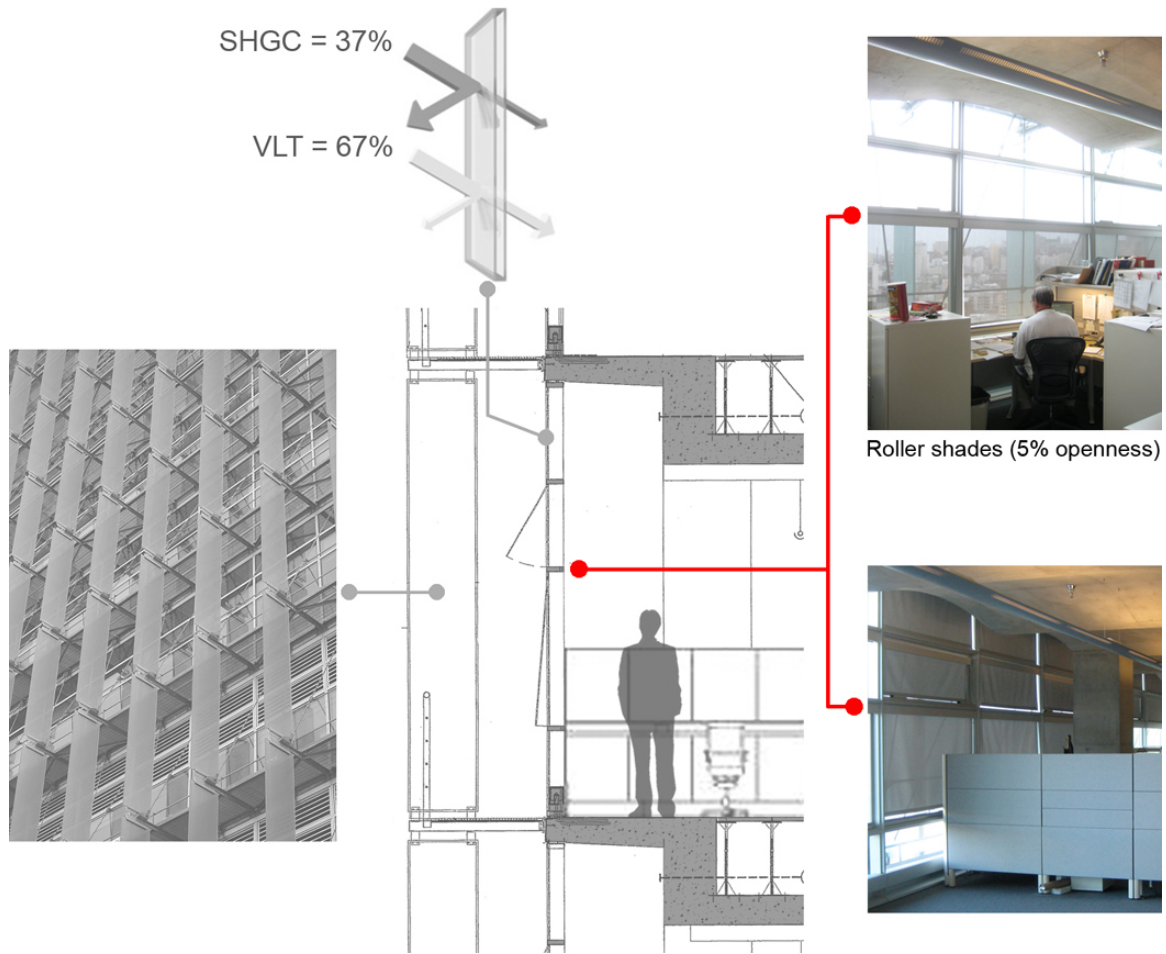 SHGC = 37%
VLT = 67%
Roller shades (5% openness)